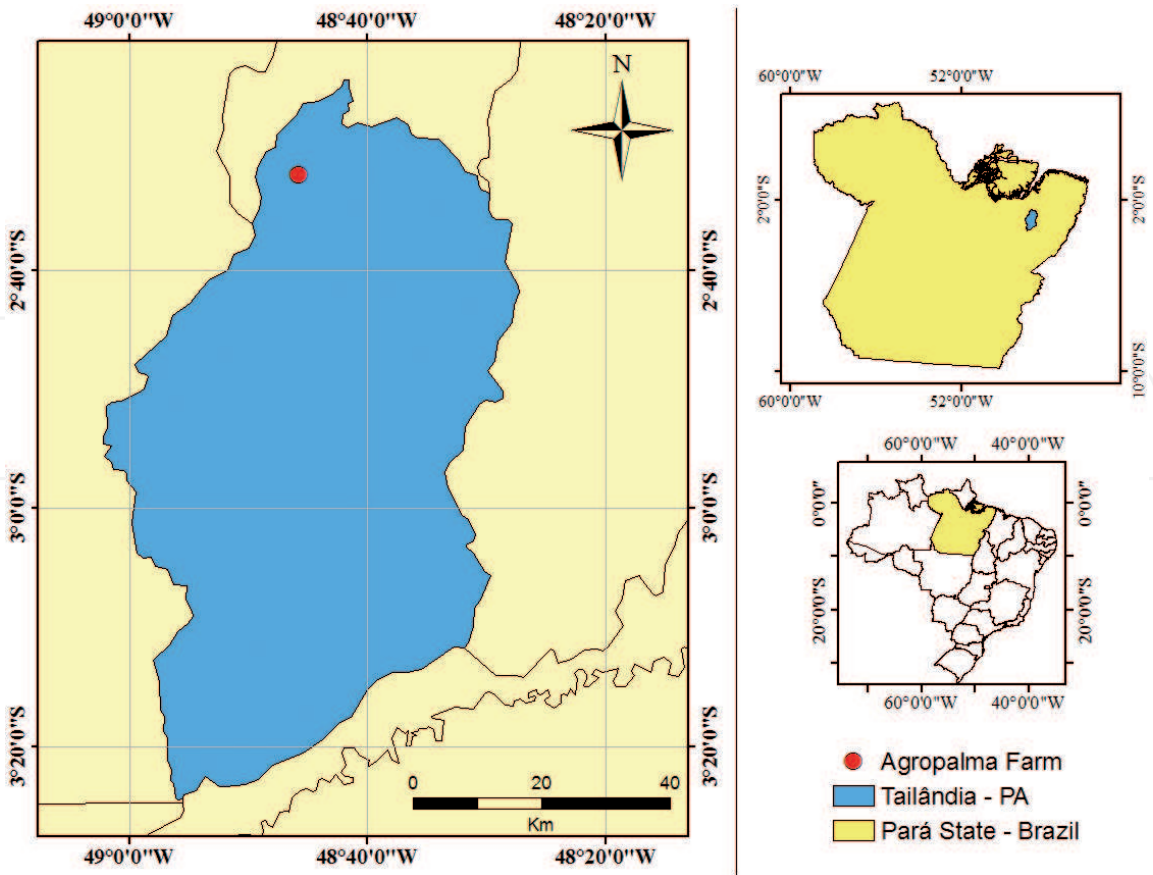 49°0'0"W 48°40'0"W 48°20'0"W
N
2°40'0"S 2°40'0"S
3°0'0"S 3°0'0"S
3°20'0"S 3°20'0"S
0 20 40
Km
49°0'0"W 48°40'0"W 48°20'0"W
60°0'0"W 52°0'0"W
2°0'0"S 2°0'0"S
10°0'0"S
60°0'0"W 52°0'0"W
60°0'0"W 40°0'0"W
0°0'0" 0°0'0"
20°0'0"S 20°0'0"S
60°0'0"W 40°0'0"W
Agropalma Farm
Tailândia - PA
Pará State - Brazil